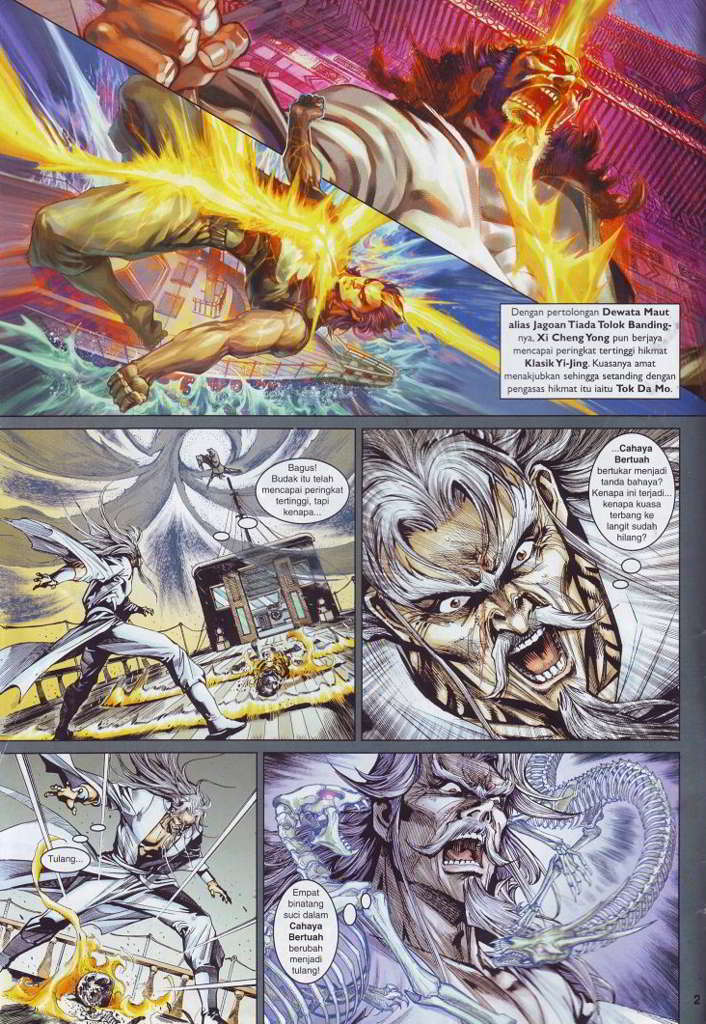 Dengan pertolongan Dewata Maut
alias Jagoan Tiada Tolok Banding-
nya, Xi Cheng Yong pun berjaya
mencapai peringkat tertinggi hikmat
Klasik Yi-Jing. Kuasanya amat
menakjubkan sehingga setanding dengan
pengasas hikmat itu iaitu Tok Da Mo.
Bagus!
Budak itu telah
mencapai peringkat
tertinggi, tapi
kenapa...
...Cahaya
Bertuah
bertukar menjadi
tanda bahaya?
Kenapa ini terjadi...
kenapa kuasa
terbang ke
langit sudah
hilang?
Tulang...
Empat
binatang
suci dalam
Cahaya
Bertuah
berubah
menjadi
tulang!
2